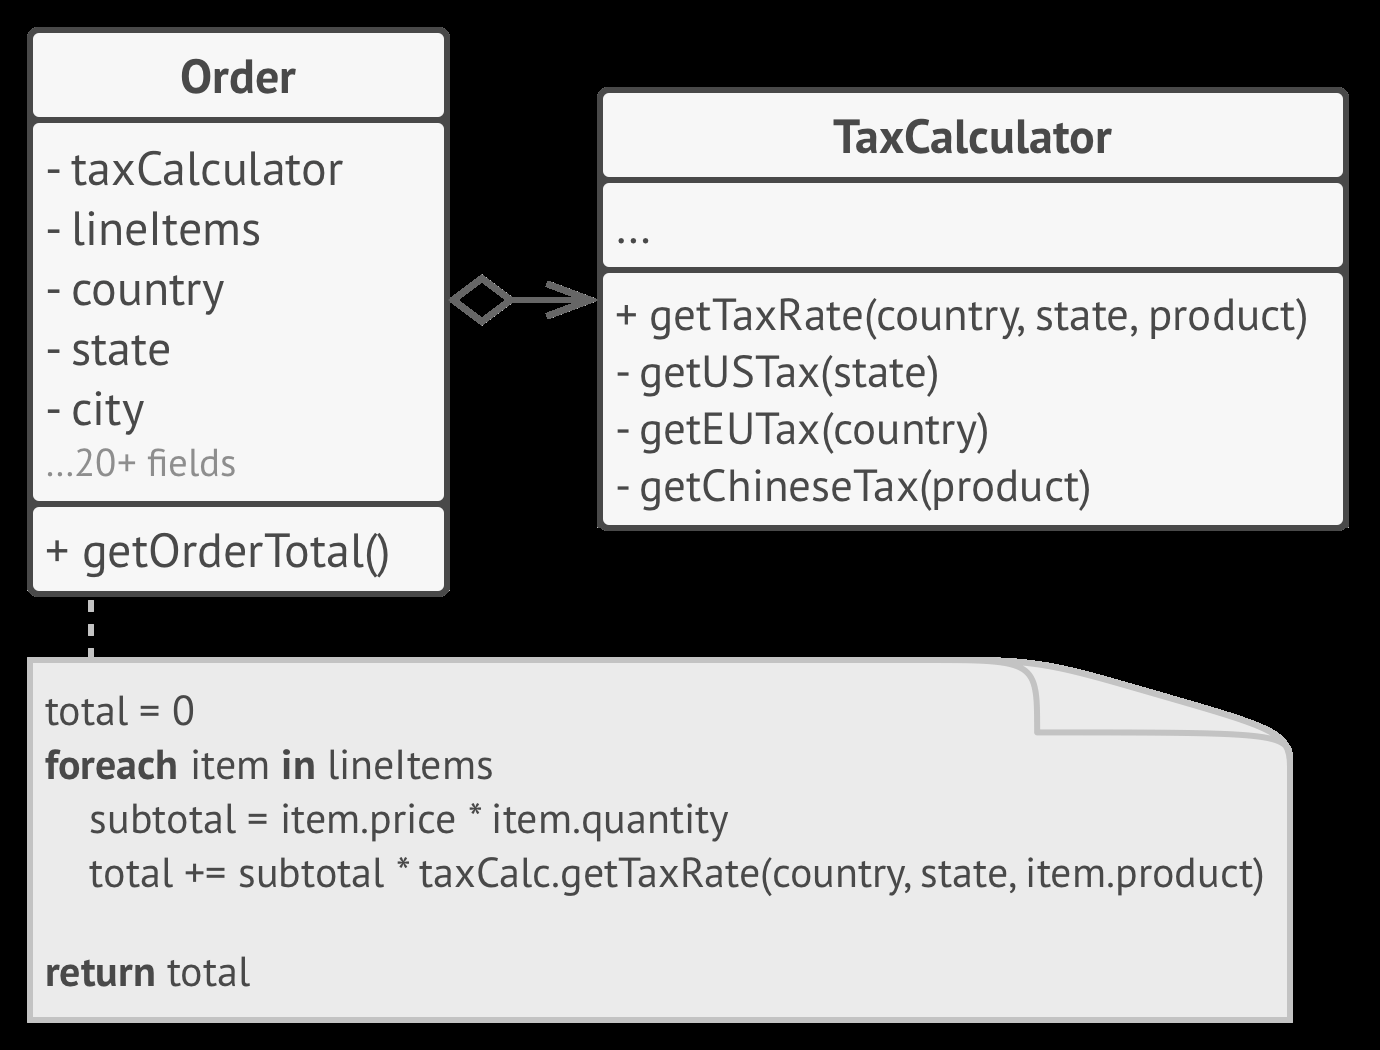 Order
- taxCalculator
- lineItems
- country
- state
- city
...20+ fields
+ getOrderTotal()
TaxCalculator
...
+ getTaxRate(country, state, product)
- getUSTax(state)
- getEUTax(country)
- getChineseTax(product)
total = 0
foreach item in lineItems
subtotal = item.price * item.quantity
total += subtotal * taxCalc.getTaxRate(country, state, item.product)
return total